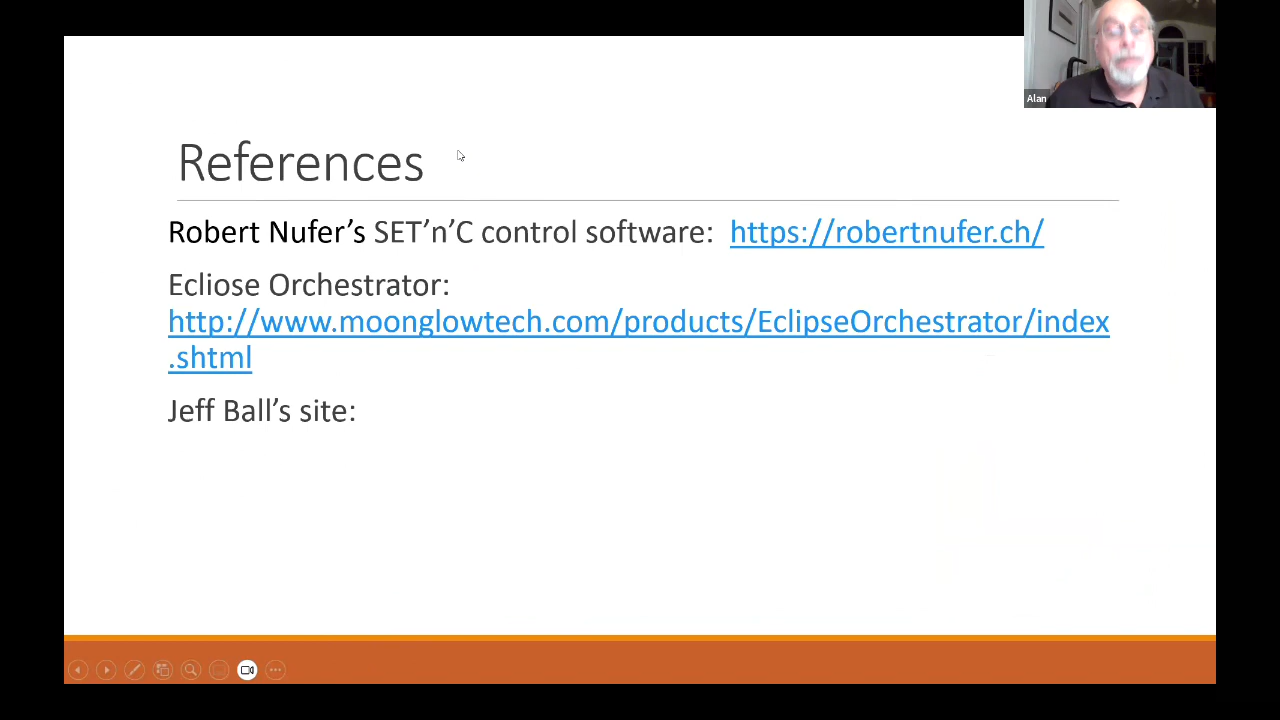 Alan
References
Robert Nufer’s SET’n’C control software: https://robertnufer.ch/
Ecliose Orchestrator:
http://www.moonglowtech.com/products/EclipseOrchestrator/index
.shtml
Jeff Ball’s site: